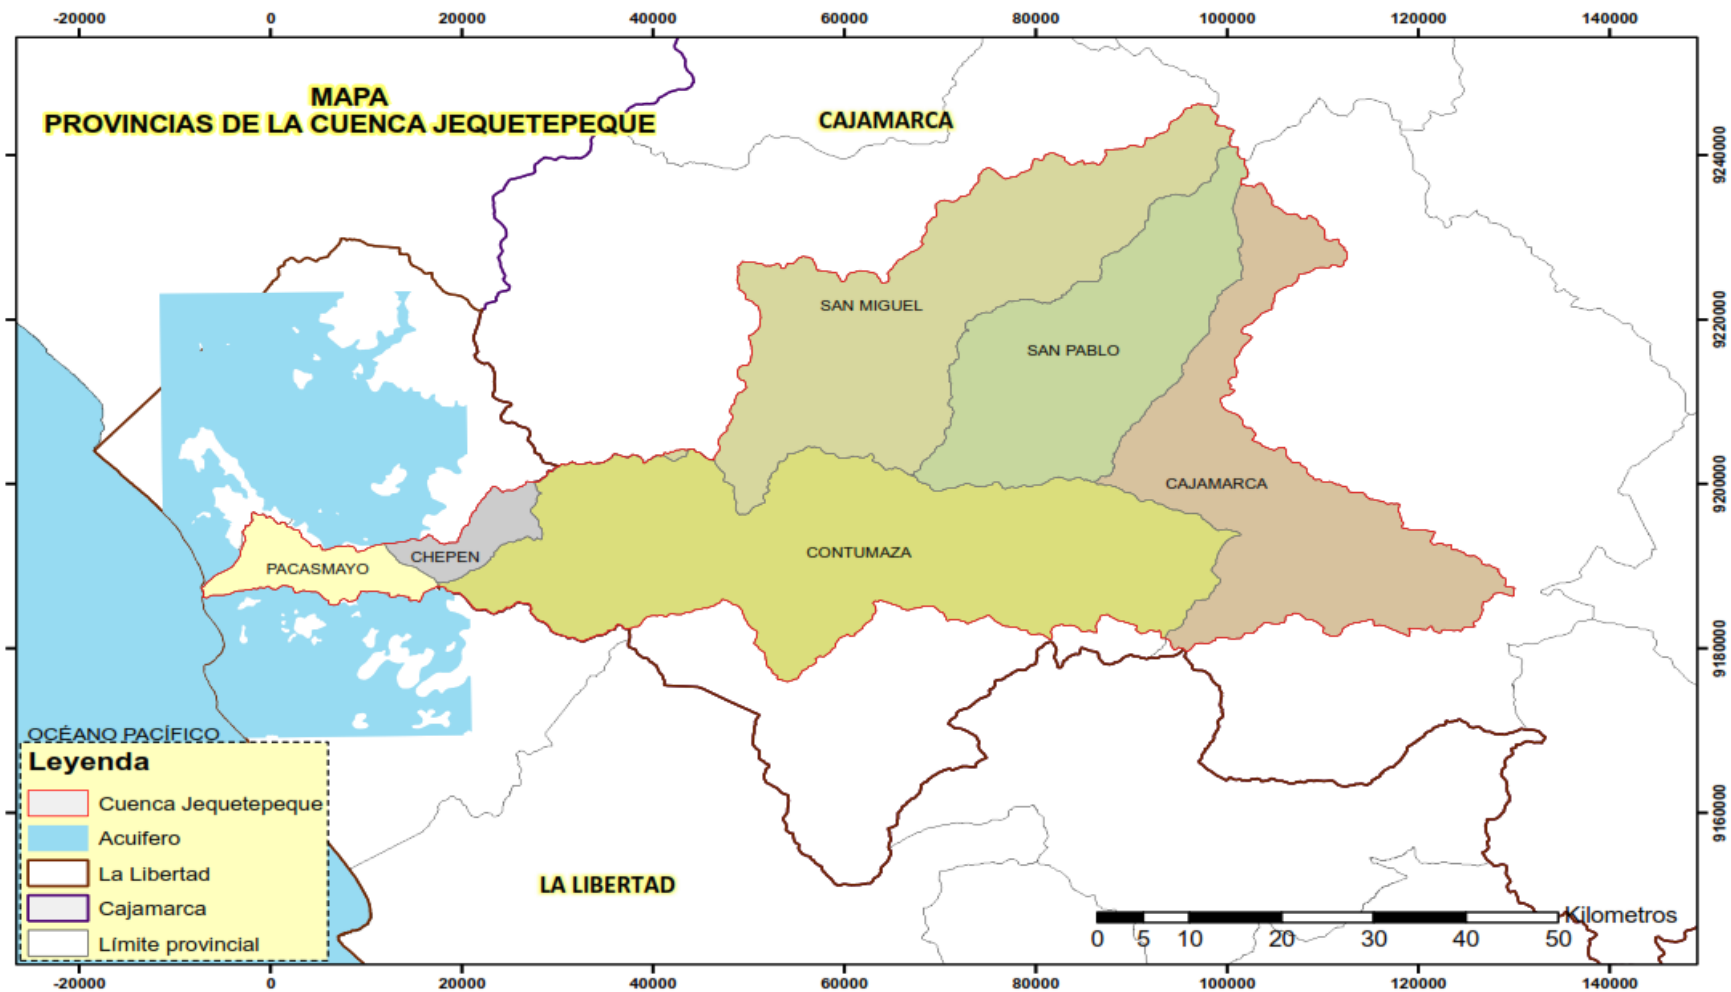 -20000 0 20000 40000 60000 80000 100000 120000 140000
MAPA
PROVINCIAS DE LA CUENCA JEQUETEPEQUE
CAJAMARCA
9240000
SAN MIGUEL
9220000
SAN PABLO
CAJAMARCA
9200000
CONTUMAZA
CHEPEN
PACASMAYO
9180000
OCÉANO PACÍFICO
Leyenda
Cuenca Jequetepeque
Acuifero
La Libertad
Cajamarca
Límite provincial
9160000
LA LIBERTAD
Kilometros
0 5 10 20 30 40 50
-20000 0 20000 40000 60000 80000 100000 120000 140000